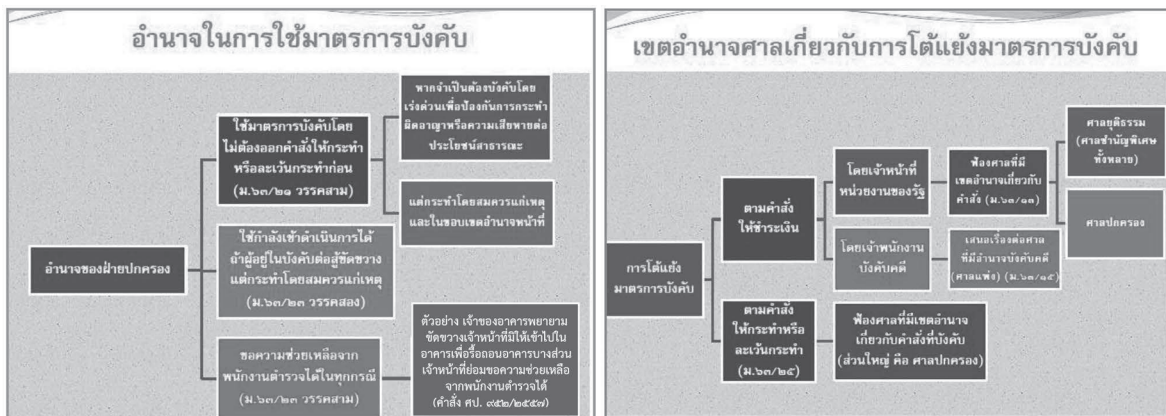 อำนาจในการใช้มาตรการบังคับ
อำนาจของฝ่ายปกครอง
ใช้มาตรการบังคับโดย
ไม่ต้องออกคำสั่งให้กระทำ
หรือละเว้นกระทำก่อน
(ม.๖๓/๒๑ วรรคสาม)
หากจำเป็นต้องบังคับโดย
เร่งด่วนเพื่อป้องกันการกระทำ
ผิดอาญาหรือความเสียหายต่อ
ประโยชน์สาธารณะ
แต่กระทำโดยสมควรแก่เหตุ
และในขอบเขตอำนาจหน้าที่
ใช้กำลังเข้าดำเนินการได้
ถ้าผู้อยู่ในบังคับต่อสู้ขัดขวาง
แต่กระทำโดยสมควรแก่เหตุ
(ม.๖๓/๒๓ วรรคสอง)
ขอความช่วยเหลือจาก
พนักงานตำรวจได้ในทุกกรณี
(ม.๖๓/๒๓ วรรคสาม)
ตัวอย่าง เจ้าของอาคารพยายาม
ขัดขวางเจ้าหน้าที่มิให้เข้าไปใน
อาคารเพื่อรื้อถอนอาคารบางส่วน
เจ้าหน้าที่ย่อมขอความช่วยเหลือ
จากพนักงานตำรวจได้
(คำสั่ง ศป. ๙๕๒/๒๕๕๗)
เขตอำนาจศาลเกี่ยวกับการโต้แย้งมาตรการบังคับ
การโต้แย้ง
มาตรการบังคับ
ตามคำสั่ง
ให้ชำระเงิน
โดยเจ้าหน้าที่
หน่วยงานของรัฐ
ฟ้องศาลที่มี
เขตอำนาจเกี่ยวกับ
คำสั่ง (ม.๖๓/๑๓)
ศาลยุติธรรม
(ศาลชำนัญพิเศษ
ทั้งหลาย)
ศาลปกครอง
โดยเจ้าพนักงาน
บังคับคดี
เสนอเรื่องต่อศาล
ที่มีอำนาจบังคับคดี
(ศาลแพ่ง) (ม.๖๓/๑๕)
ตามคำสั่ง
ให้กระทำหรือ
ละเว้นกระทำ
(ม.๖๓/๒๕)
ฟ้องศาลที่มีเขตอำนาจ
เกี่ยวกับคำสั่งที่บังคับ
(ส่วนใหญ่ คือ ศาลปกครอง)